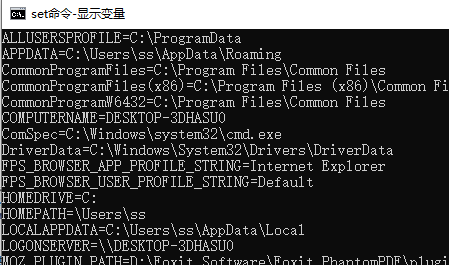 set命令-显示变量
ALLUSERSPROFILE=C:\ProgramData
APPDATA=C:\Users\ss\AppData\Roaming
CommonProgramFiles=C:\Program Files\Common Files
CommonProgramFiles(x86)=C:\Program Files (x86)\Common Fi
CommonProgramW6432=C:\Program Files\Common Files
COMPUTERNAME=DESKTOP-3DHASU0
ComSpec=C:\Windows\system32\cmd.exe
DriverData=C:\Windows\System32\Drivers\DriverData
FPS_BROWSER_APP_PROFILE_STRING=Internet Explorer
FPS_BROWSER_USER_PROFILE_STRING=Default
HOMEDRIVE=C:
HOMEPATH=\Users\ss
LOCALAPPDATA=C:\Users\ss\AppData\Local
LOGONSERVER=\\DESKTOP-3DHASU0
MOZ_PLUGIN_PATH=D:\Foxit Software\Foxit PhantomPDF\plugi